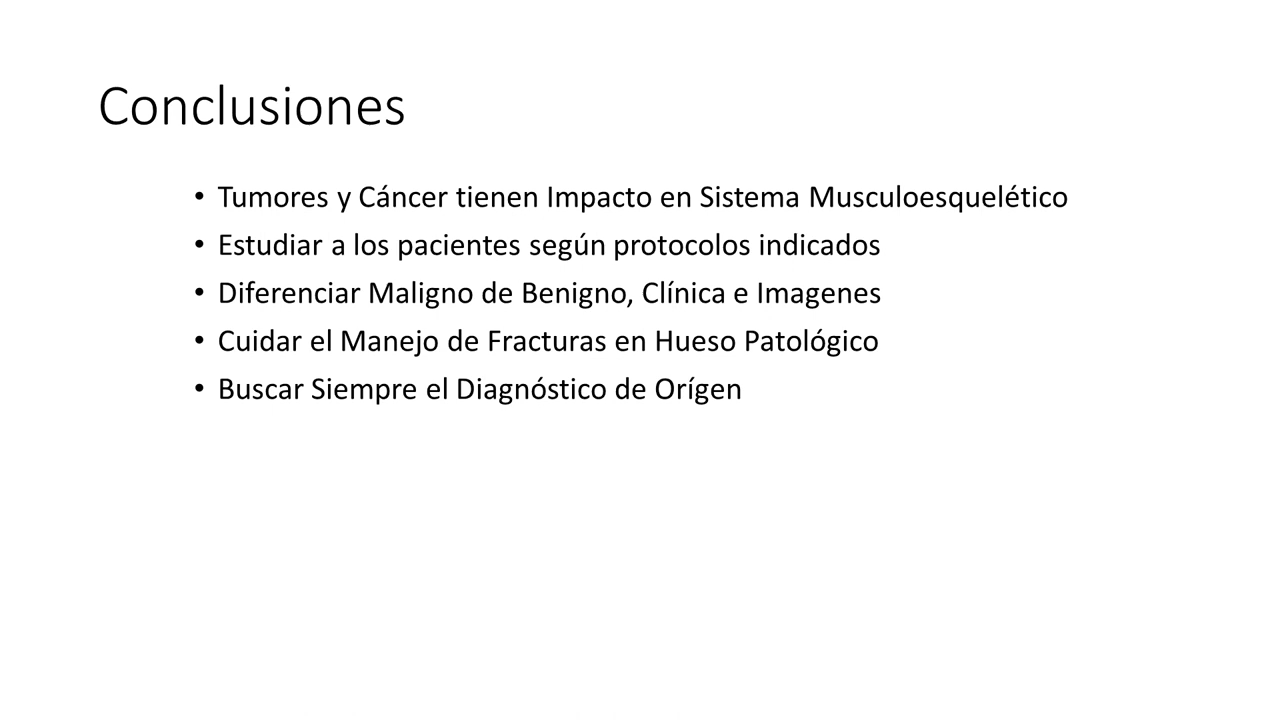 Conclusiones
• Tumores y Cáncer tienen Impacto en Sistema Musculoesquelético
• Estudiar a los pacientes según protocolos indicados
• Diferenciar Maligno de Benigno, Clínica e Imagenes
• Cuidar el Manejo de Fracturas en Hueso Patológico
• Buscar Siempre el Diagnóstico de Orígen